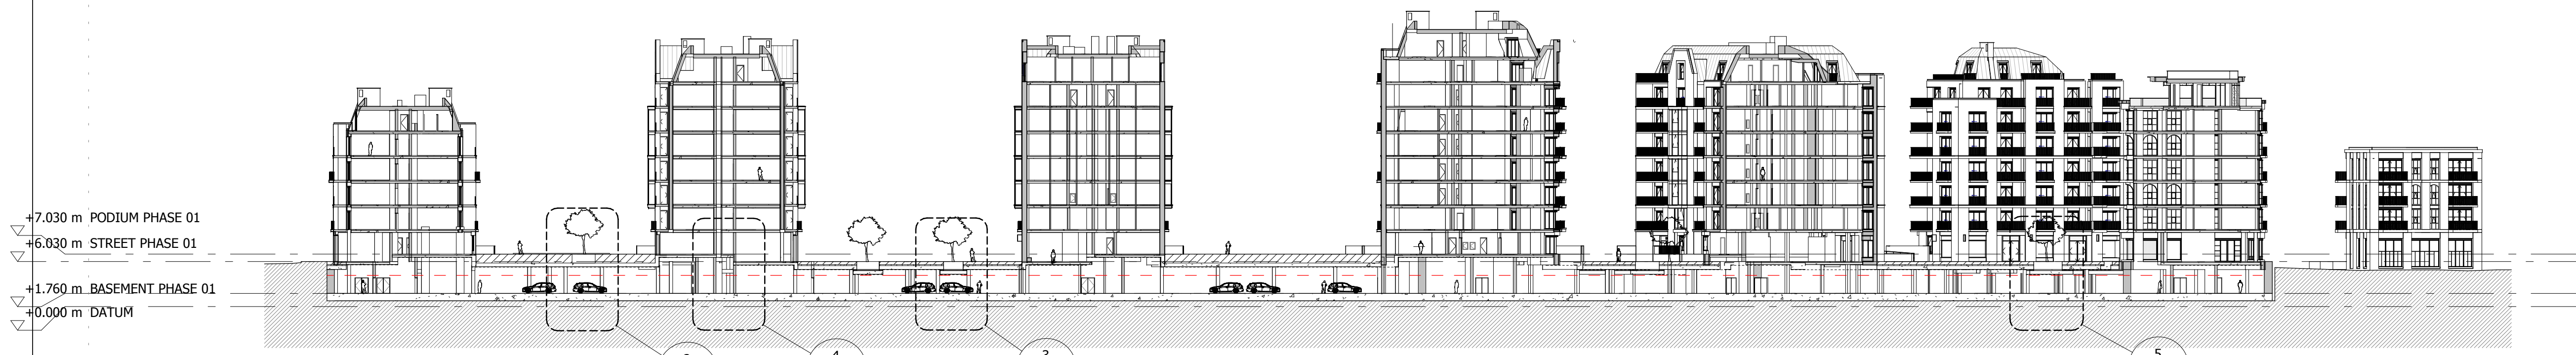 +7.030 m PODIUM PHASE 01
+6.030 m STREET PHASE 01
+1.760 m BASEMENT PHASE 01
+0.000 m DATUM
4
3
5